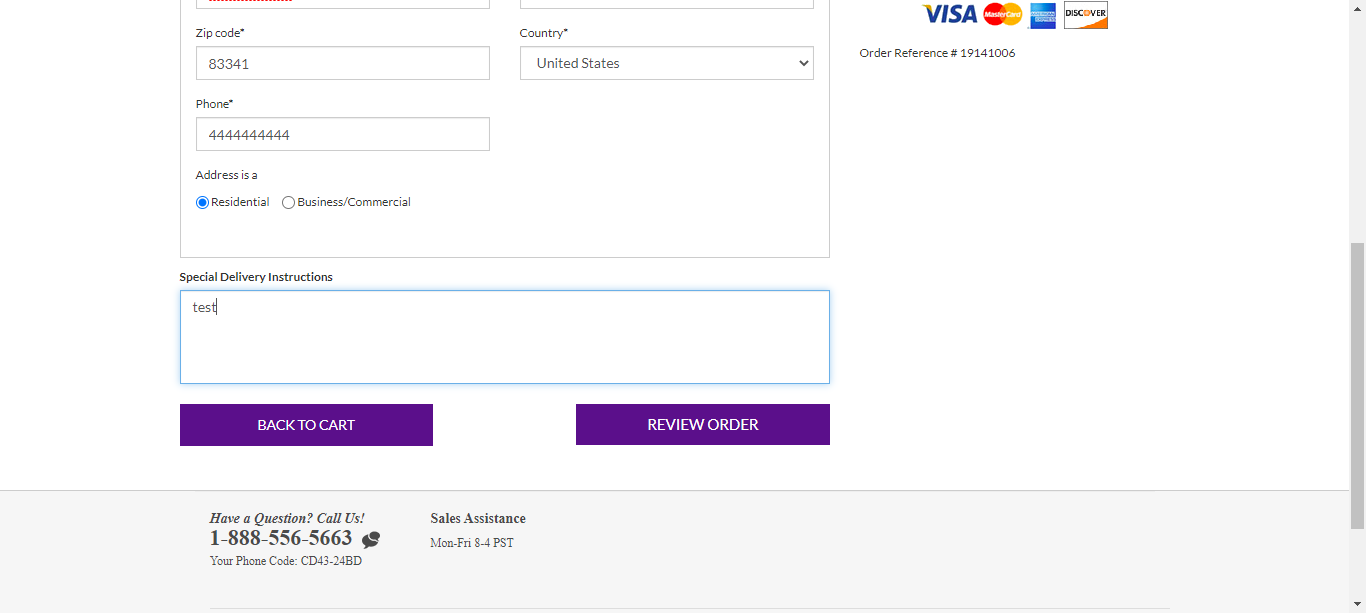 VISA MasterCard AMERICAN EXPRESS DISCOVER
Zip code* Country*
83341 United States
Order Reference # 19141006
Phone*
4444444444
Address is a
Residential Business/Commercial
Special Delivery Instructions
test
BACK TO CART REVIEW ORDER
Have a Question? Call Us!
1-888-556-5663
Your Phone Code: CD43-24BD
Sales Assistance
Mon-Fri 8-4 PST